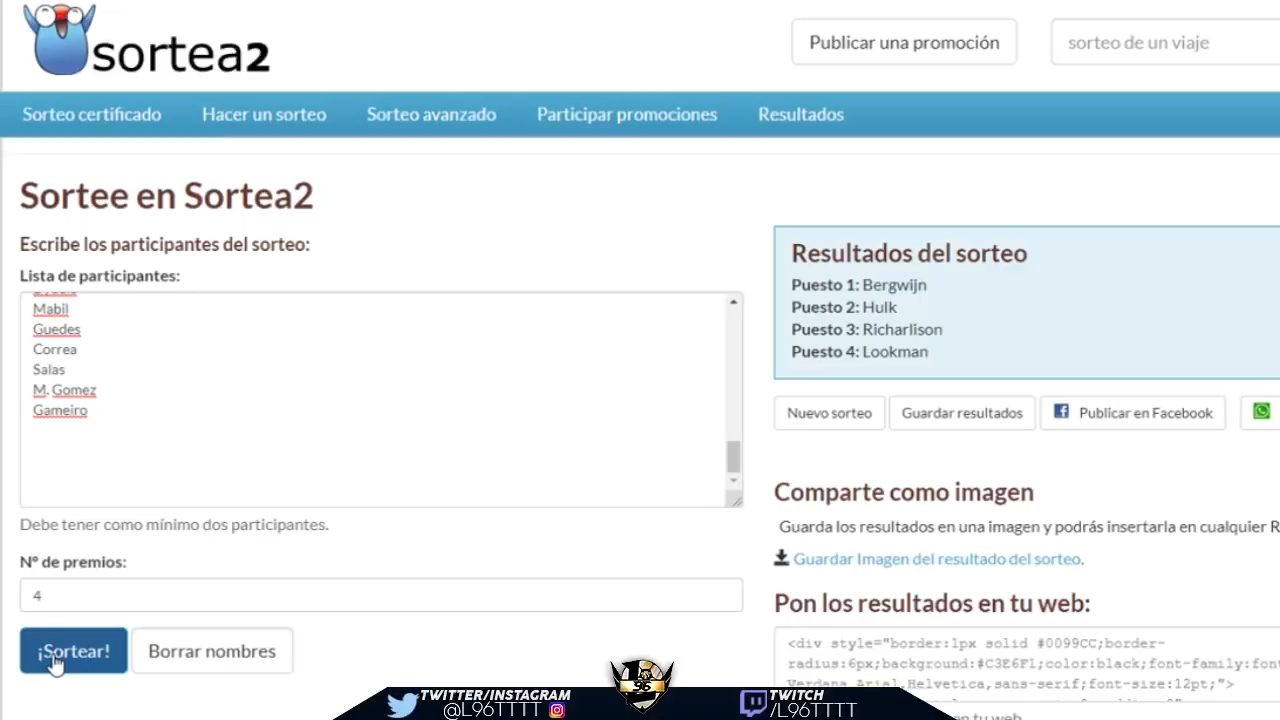 sortea2
Publicar una promoción
sorteo de un viaje
Sorteo certificado
Hacer un sorteo
Sorteo avanzado
Participar promociones
Resultados
Sortee en Sortea2
Escribe los participantes del sorteo:
Lista de participantes:
Mabil
Guedes
Correa
Salas
M. Gomez
Gameiro
Debe tener como mínimo dos participantes.
Nº de premios:
4
¡Sortear!
Borrar nombres
Resultados del sorteo
Puesto 1: Bergwijn
Puesto 2: Hulk
Puesto 3: Richarlison
Puesto 4: Lookman
Nuevo sorteo
Guardar resultados
Publicar en Facebook
Comparte como imagen
Guarda los resultados en una imagen y podrás insertarla en cualquier R
Guardar Imagen del resultado del sorteo.
Pon los resultados en tu web:
<div style="border:1px solid #0099CC;border-
radius:6px;background:#C3E6F1;color:black;font-family:fon
Verdana,Arial,Helvetica,sans-serif;font-size:12pt;">
en tu web
TWITTER/INSTAGRAM
@L96TTTT
96
TWITCH
/L96TTTT